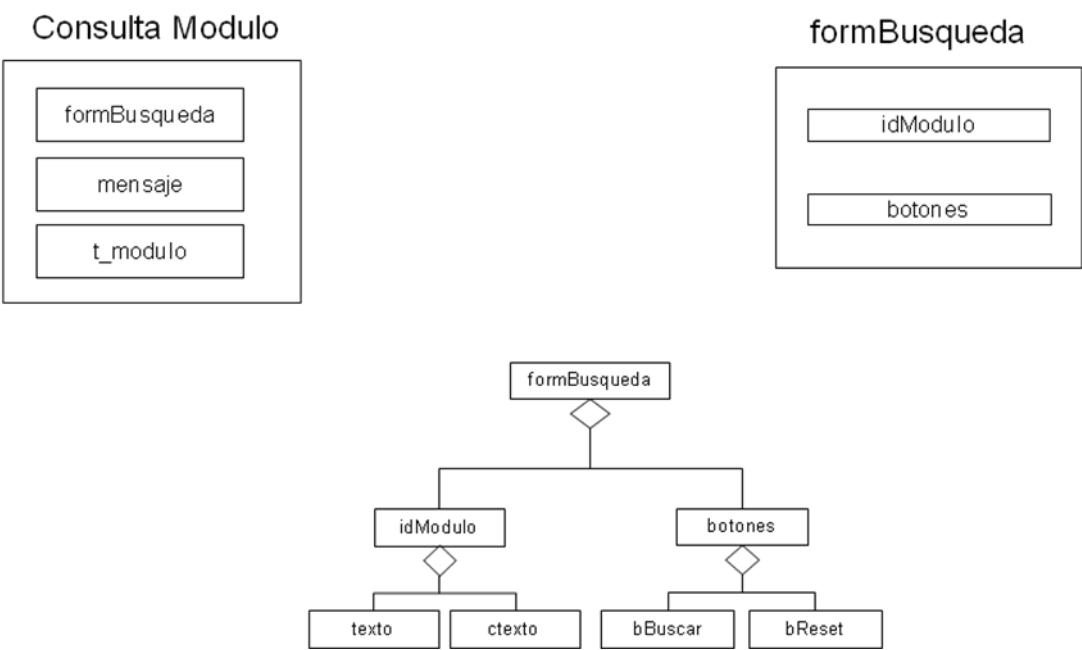 Consulta Modulo
formBusqueda
mensaje
t_modulo
formBusqueda
idModulo
botones
formBusqueda
idModulo
botones
texto
ctexto
bBuscar
bReset